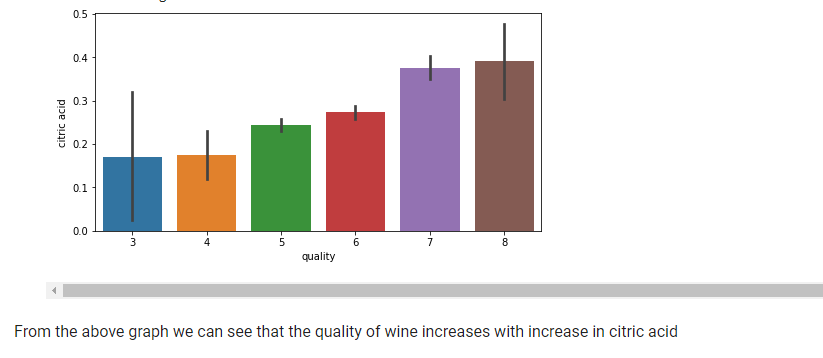 0.5
0.4
0.3
0.2
0.1
0.0
citric acid
3 4 5 6 7 8
quality
From the above graph we can see that the quality of wine increases with increase in citric acid